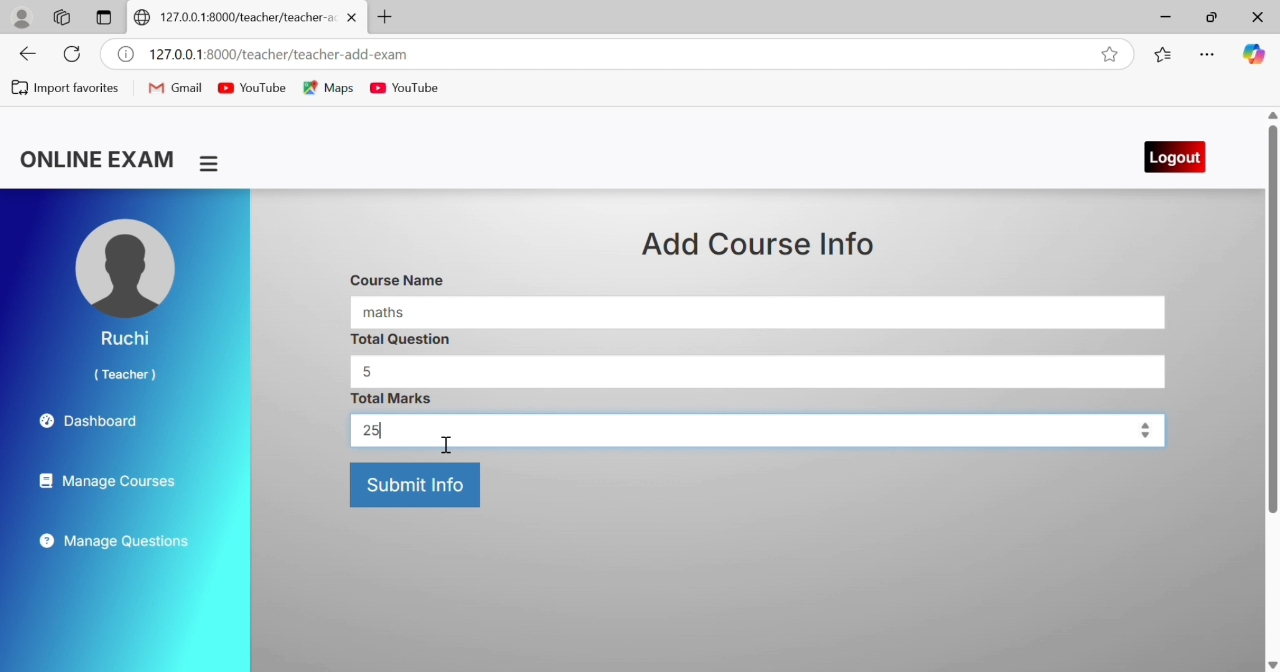 127.0.0.1:8000/teacher/teacher-a
127.0.0.1:8000/teacher/teacher-add-exam
Import favorites Gmail YouTube Maps YouTube
ONLINE EXAM
Logout
Ruchi
( Teacher )
Dashboard
Manage Courses
Manage Questions
Add Course Info
Course Name
maths
Total Question
5
Total Marks
25
Submit Info